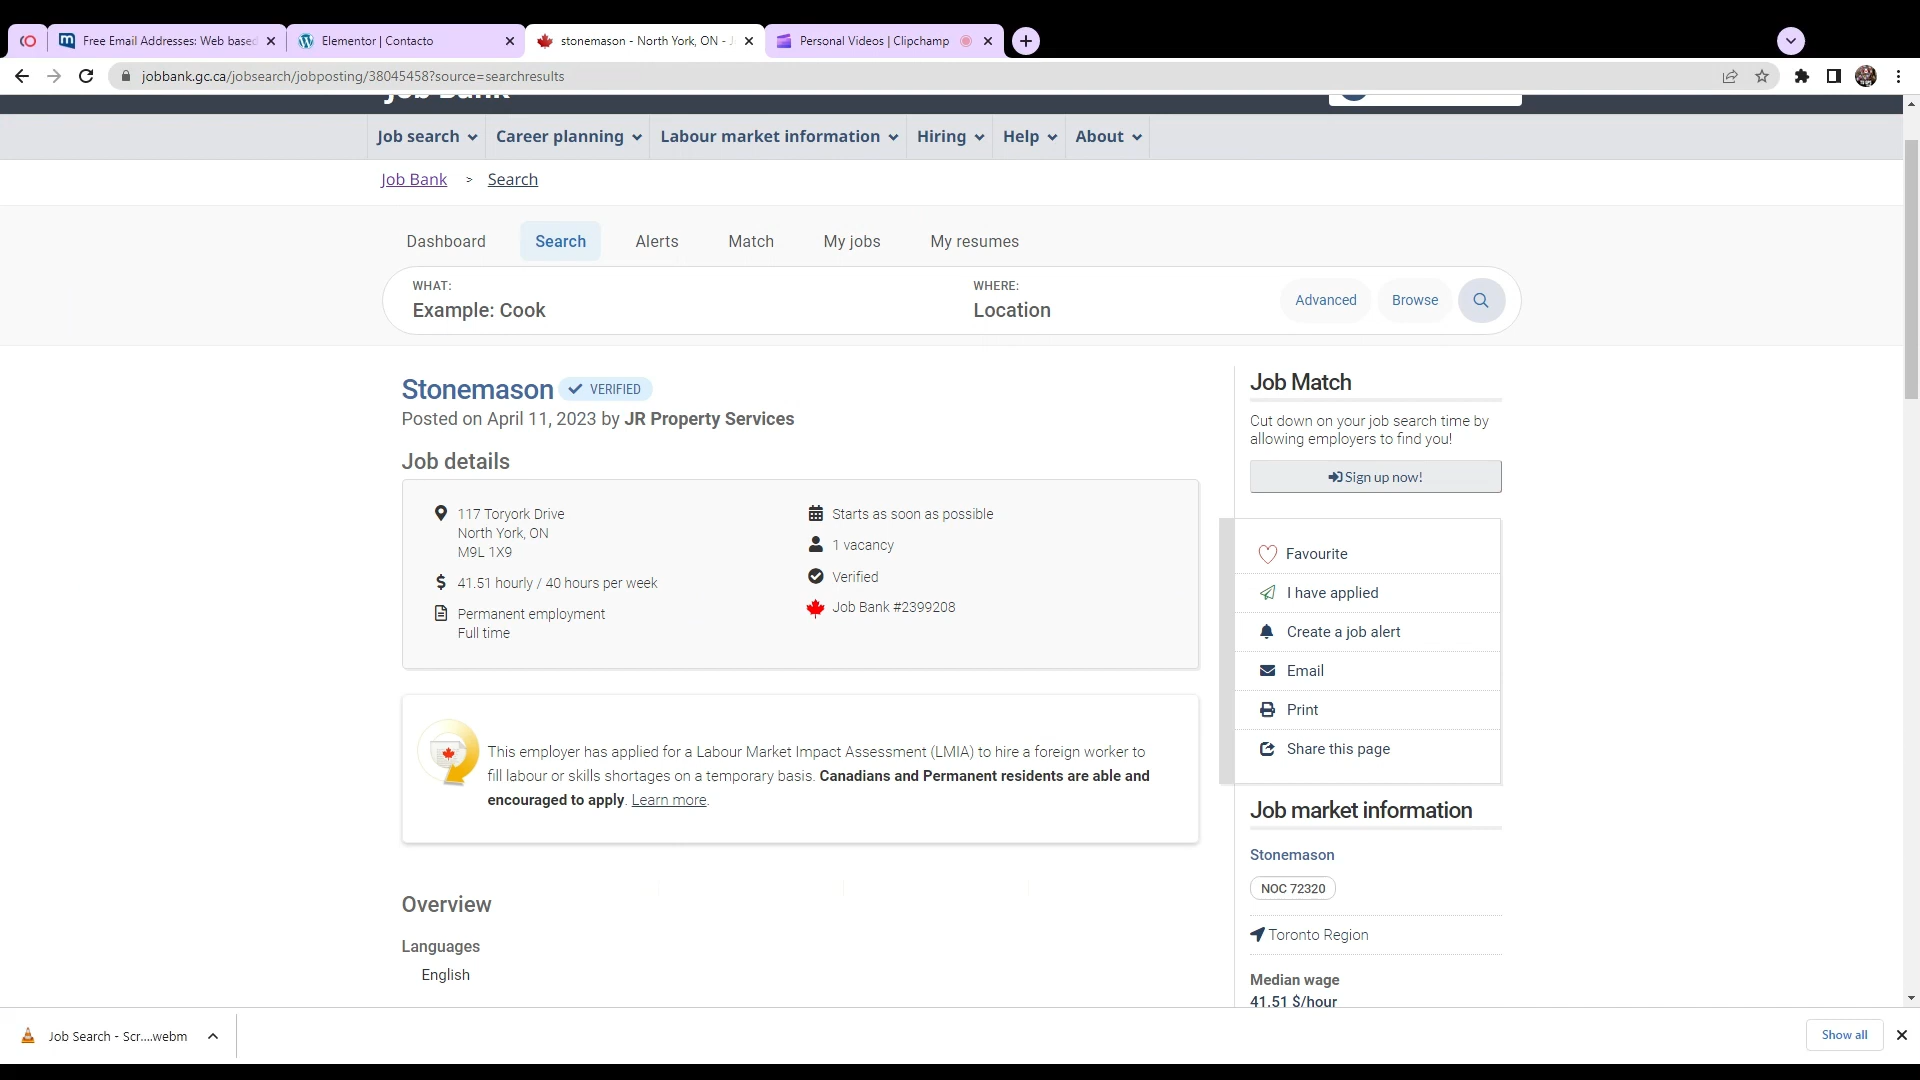 Free Email Addresses: Web based
Elementor | Contacto
stonemason - North York, ON - J
Personal Videos | Clipchamp
jobbank.gc.ca/jobsearch/jobposting/38045458?source=searchresults
Job Bank
Job search
Career planning
Labour market information
Hiring
Help
About
Job Bank > Search
Dashboard
Search
Alerts
Match
My jobs
My resumes
WHAT:
Example: Cook
WHERE:
Location
Advanced
Browse
Stonemason
VERIFIED
Posted on April 11, 2023 by JR Property Services
Job details
117 Toryork Drive
North York, ON
M9L 1X9
41.51 hourly / 40 hours per week
Permanent employment
Full time
Starts as soon as possible
1 vacancy
Verified
Job Bank #2399208
This employer has applied for a Labour Market Impact Assessment (LMIA) to hire a foreign worker to
fill labour or skills shortages on a temporary basis. Canadians and Permanent residents are able and
encouraged to apply. Learn more.
Overview
Languages
English
Job Match
Cut down on your job search time by
allowing employers to find you!
Sign up now!
Favourite
I have applied
Create a job alert
Email
Print
Share this page
Job market information
Stonemason
NOC 72320
Toronto Region
Median wage
41.51 $/hour
Job Search - Scr....webm
Show all